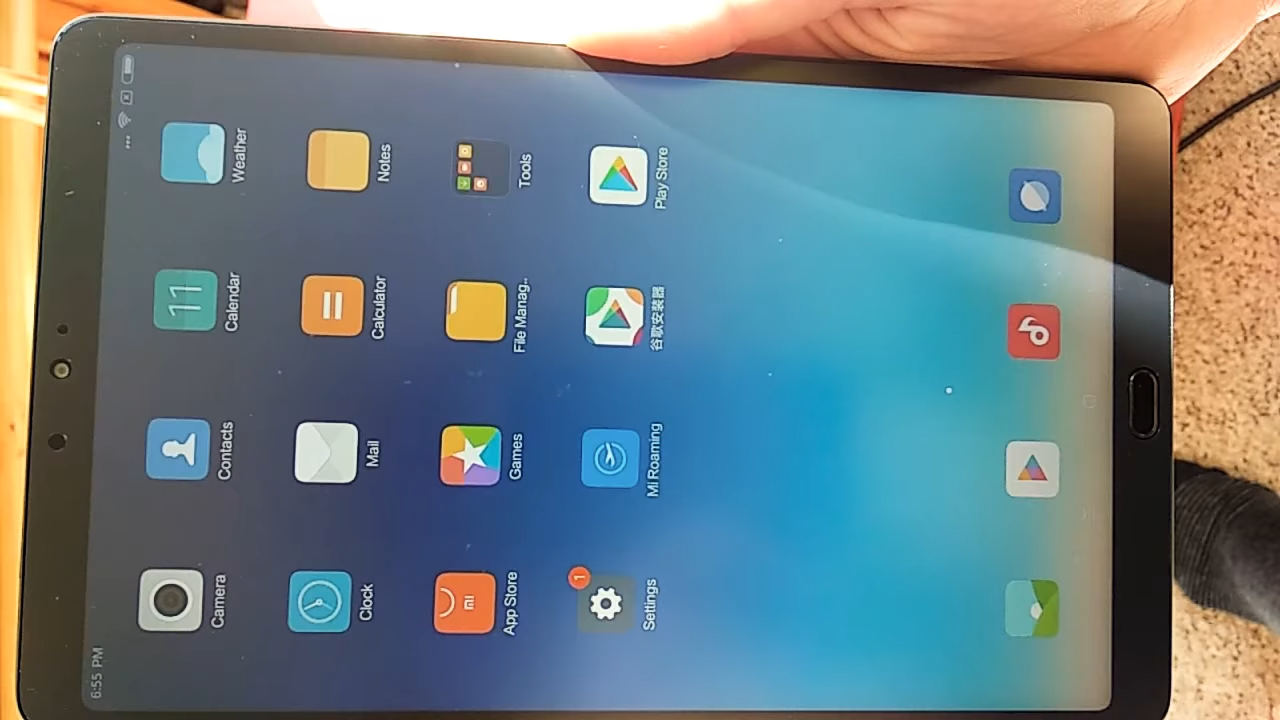 6:55 PM
Camera
Contacts
11
Calendar
Weather
Clock
Mail
Calculator
Notes
mi
App Store
Games
File Manag..
Tools
1
Settings
Mi Roaming
谷歌安装器
Play Store